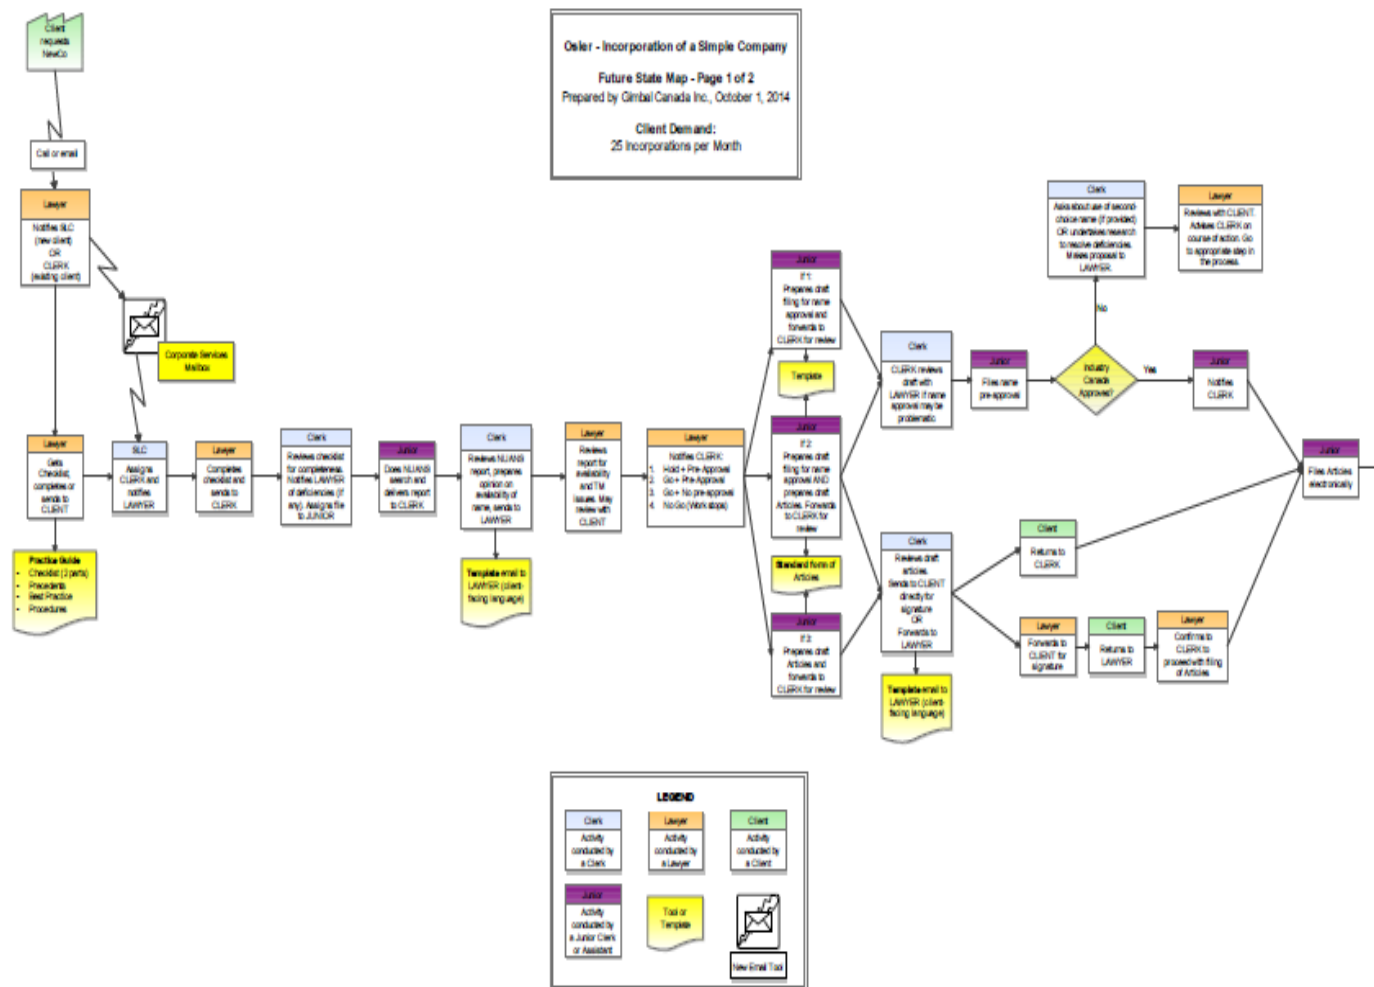 Client
requests
NewCo
Call or email
Lawyer
Notifies SLC
(new client)
OR
CLERK
(existing client)
Corporate Services
Mailbox
Osler - Incorporation of a Simple Company
Future State Map - Page 1 of 2
Prepared by Gimbal Canada Inc., October 1, 2014
Client Demand:
25 Incorporations per Month
Lawyer
Gets
Checklist,
completes or
sends to
CLIENT
Practice Guide
• Checklist (2 parts)
• Precedents
• Best Practice
• Procedures
SLC
Assigns
CLERK and
notifies
LAWYER
Lawyer
Completes
checklist and
sends to
CLERK
Clerk
Reviews checklist
for completeness.
Notifies LAWYER
of deficiencies (if
any). Assigns file
to JUNIOR
Junior
Does NUANS
search and
delivers report
to CLERK
Clerk
Reviews NUANS
report, prepares
opinion on
availability of
name, sends to
LAWYER
Template email to
LAWYER (client-
facing language)
Lawyer
Reviews
report for
availability
and TM
issues. May
review with
CLIENT
Lawyer
Notifies CLERK:
1. Hold + Pre-Approval
2. Go + Pre-Approval
3. Go + No pre-approval
4. No Go (Work stops)
Junior
If 1:
Prepares draft
filing for name
approval and
forwards to
CLERK for review
Template
Junior
If 2:
Prepares draft
filing for name
approval AND
prepares draft
Articles. Forwards
to CLERK for
review
Standard form of
Articles
Junior
If 3:
Prepares draft
Articles and
forwards to
CLERK for review
Clerk
CLERK reviews
draft with
LAWYER if name
approval may be
problematic
Junior
Files name
pre-approval
Industry
Canada
Approves?
No
Yes
Clerk
Asks about use of second-
choice name (if provided)
OR undertakes research
to resolve deficiencies.
Makes proposal to
LAWYER.
Lawyer
Reviews with CLIENT.
Advises CLERK on
course of action. Go
to appropriate step in
the process.
Junior
Notifies
CLERK
Clerk
Reviews draft
articles.
Sends to CLIENT
directly for
signature
OR
Forwards to
LAWYER
Template email to
LAWYER (client-
facing language)
Client
Returns to
CLERK
Lawyer
Forwards to
CLIENT for
signature
Client
Returns to
LAWYER
Lawyer
Confirms to
CLERK to
proceed with filing
of Articles
Junior
Files Articles
electronically
LEGEND
Clerk
Activity
conducted by
a Clerk
Lawyer
Activity
conducted by
a Lawyer
Client
Activity
conducted by
a Client
Junior
Activity
conducted by
a Junior Clerk
or Assistant
Tool or
Template
New Email Tool